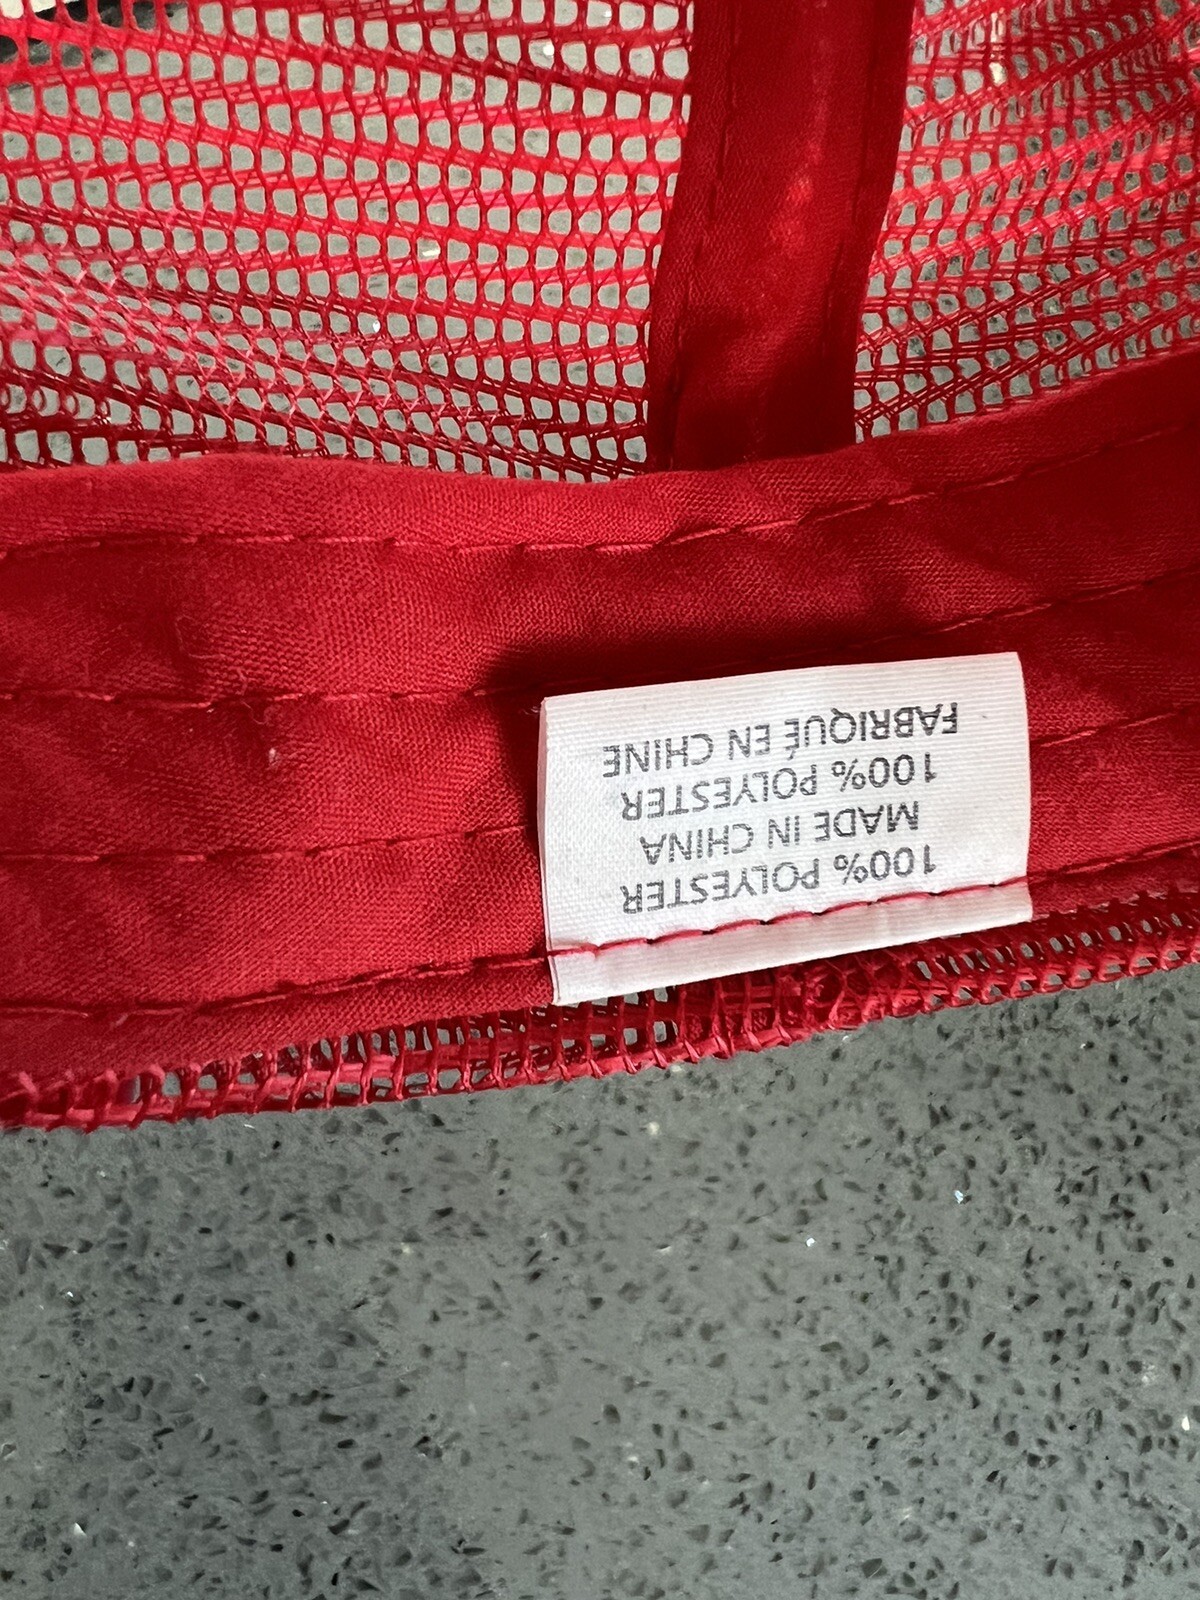 100% POLYESTER
MADE IN CHINA
100% POLYESTER
FABRIQUÉ EN CHINE